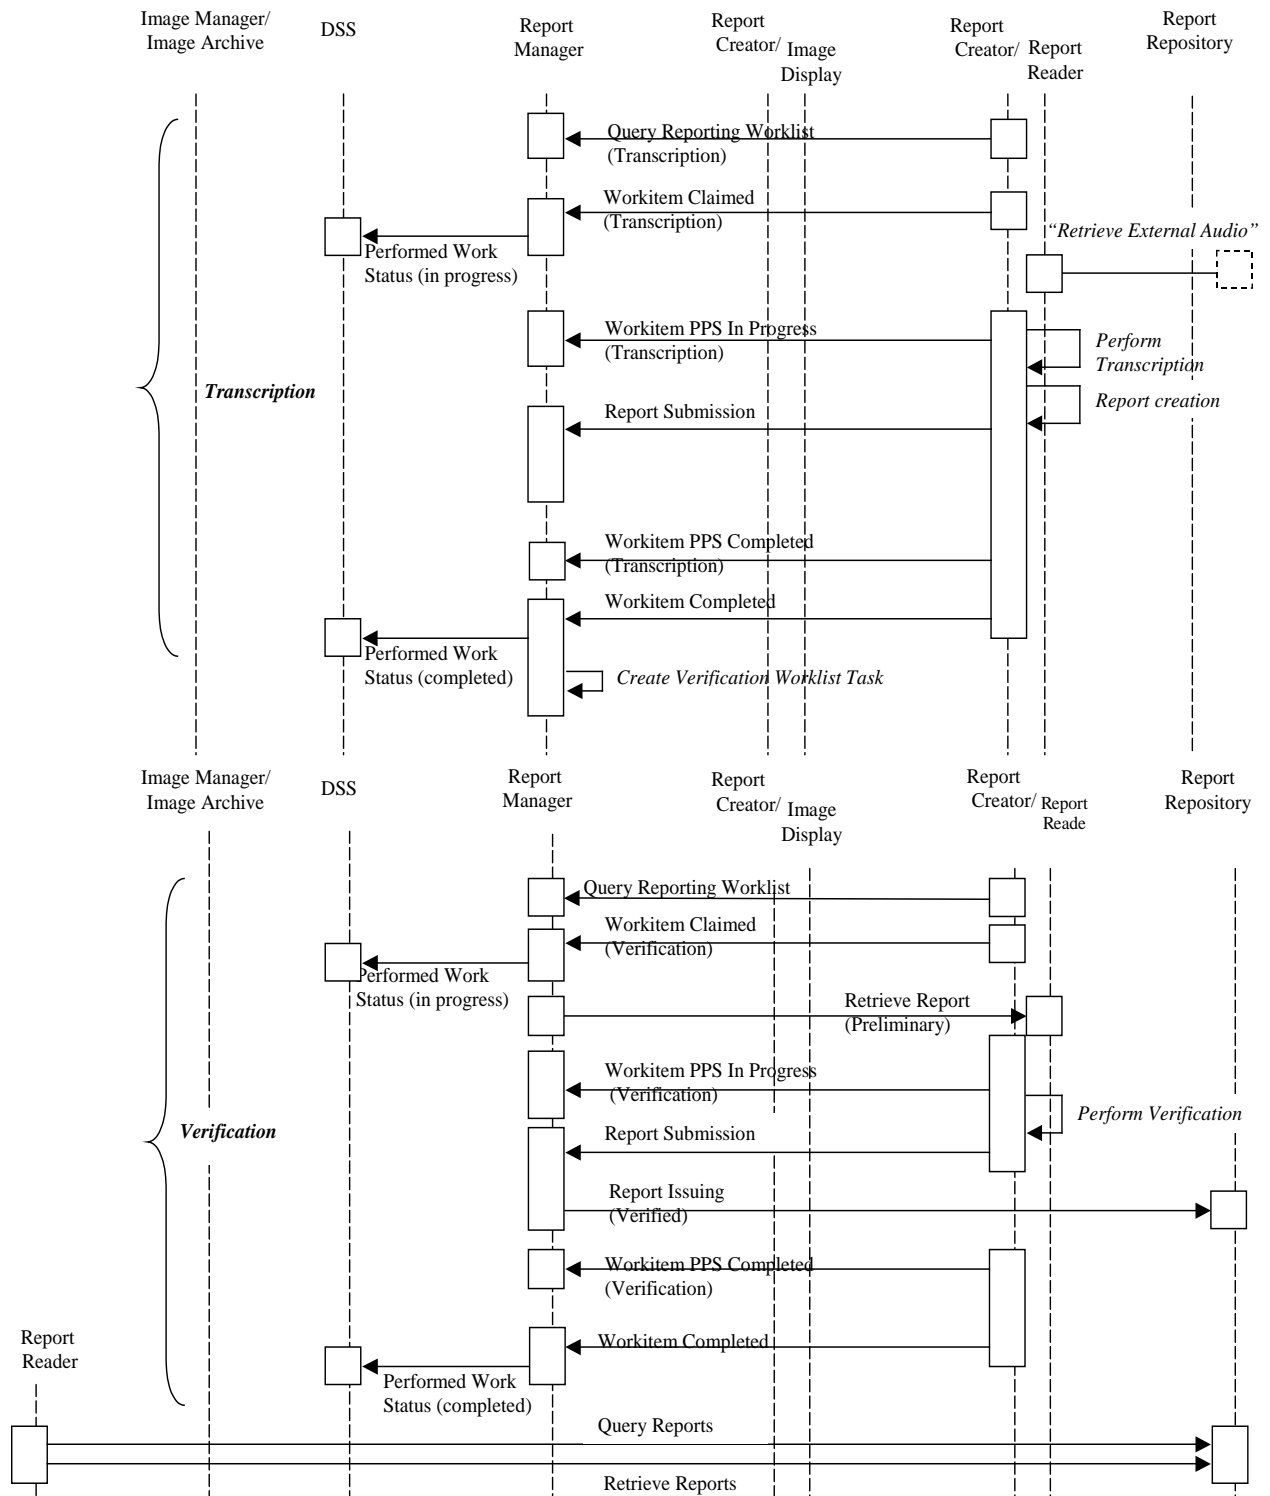 Image Manager/
Image Archive
DSS
Report
Manager
Report
Creator/
Image
Display
Report
Creator/
Report
Reader
Report
Repository
Query Reporting Worklist
(Transcription)
Workitem Claimed
(Transcription)
"Retrieve External Audio"
Performed Work
Status (in progress)
Workitem PPS In Progress
(Transcription)
Perform
Transcription
Transcription
Report creation
Report Submission
Workitem PPS Completed
(Transcription)
Workitem Completed
Performed Work
Status (completed)
Create Verification Worklist Task
Image Manager/
Image Archive
DSS
Report
Manager
Report
Creator/
Image
Display
Report
Creator/
Report
Reade
Report
Repository
Query Reporting Worklist
Workitem Claimed
(Verification)
Performed Work
Status (in progress)
Retrieve Report
(Preliminary)
Workitem PPS In Progress
(Verification)
Perform Verification
Verification
Report Submission
Report Issuing
(Verified)
Workitem PPS Completed
(Verification)
Report
Reader
Workitem Completed
Performed Work
Status (completed)
Query Reports
Retrieve Reports